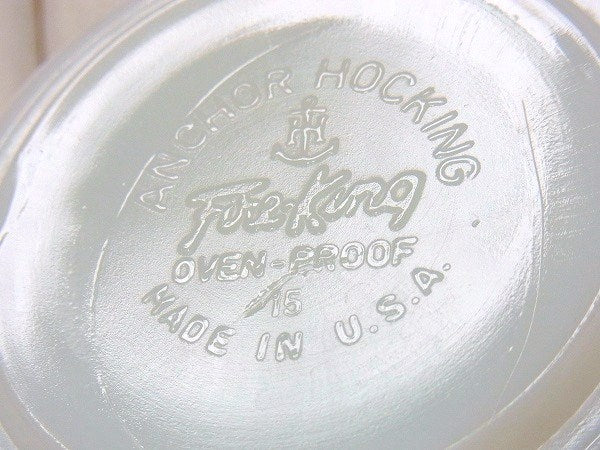 ANCHOR HOCKING
Fire-King
OVEN-PROOF
15
MADE IN U.S.A.